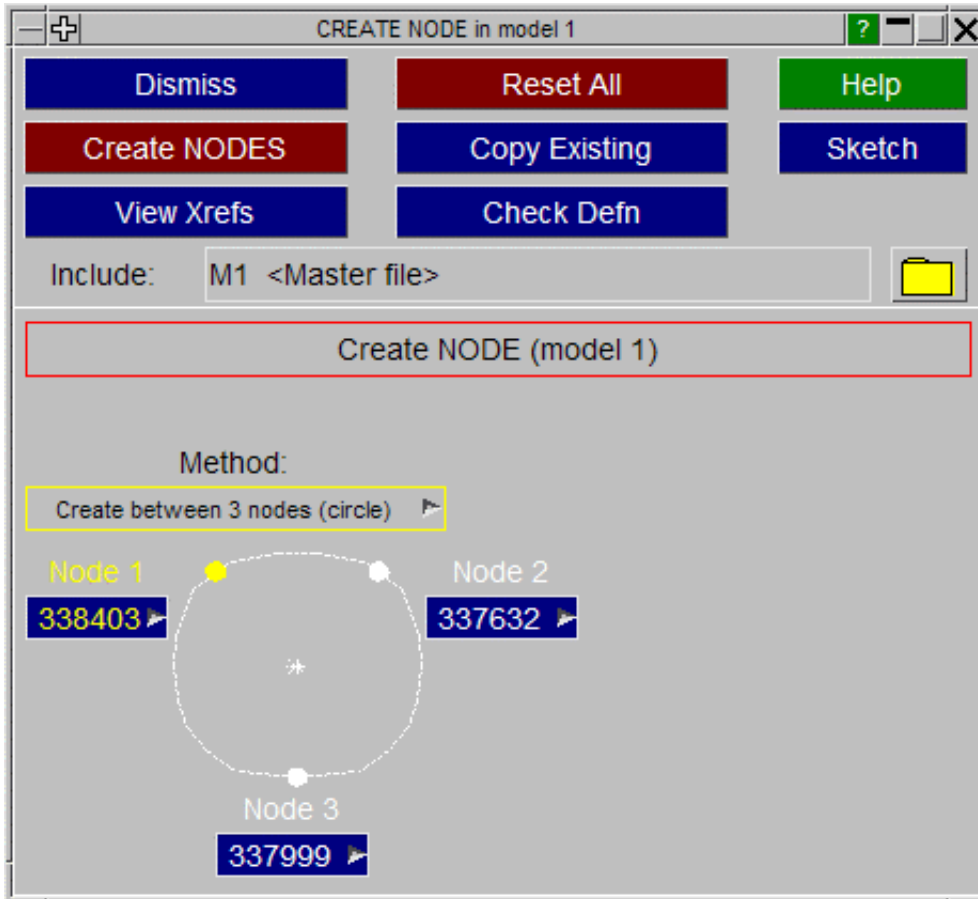 CREATE NODE in model 1 ?
Dismiss Reset All Help
Create NODES Copy Existing Sketch
View Xrefs Check Defn
Include: M1 <Master file>
Create NODE (model 1)
Method:
Create between 3 nodes (circle)
Node 1 Node 2
338403 337632
Node 3
337999